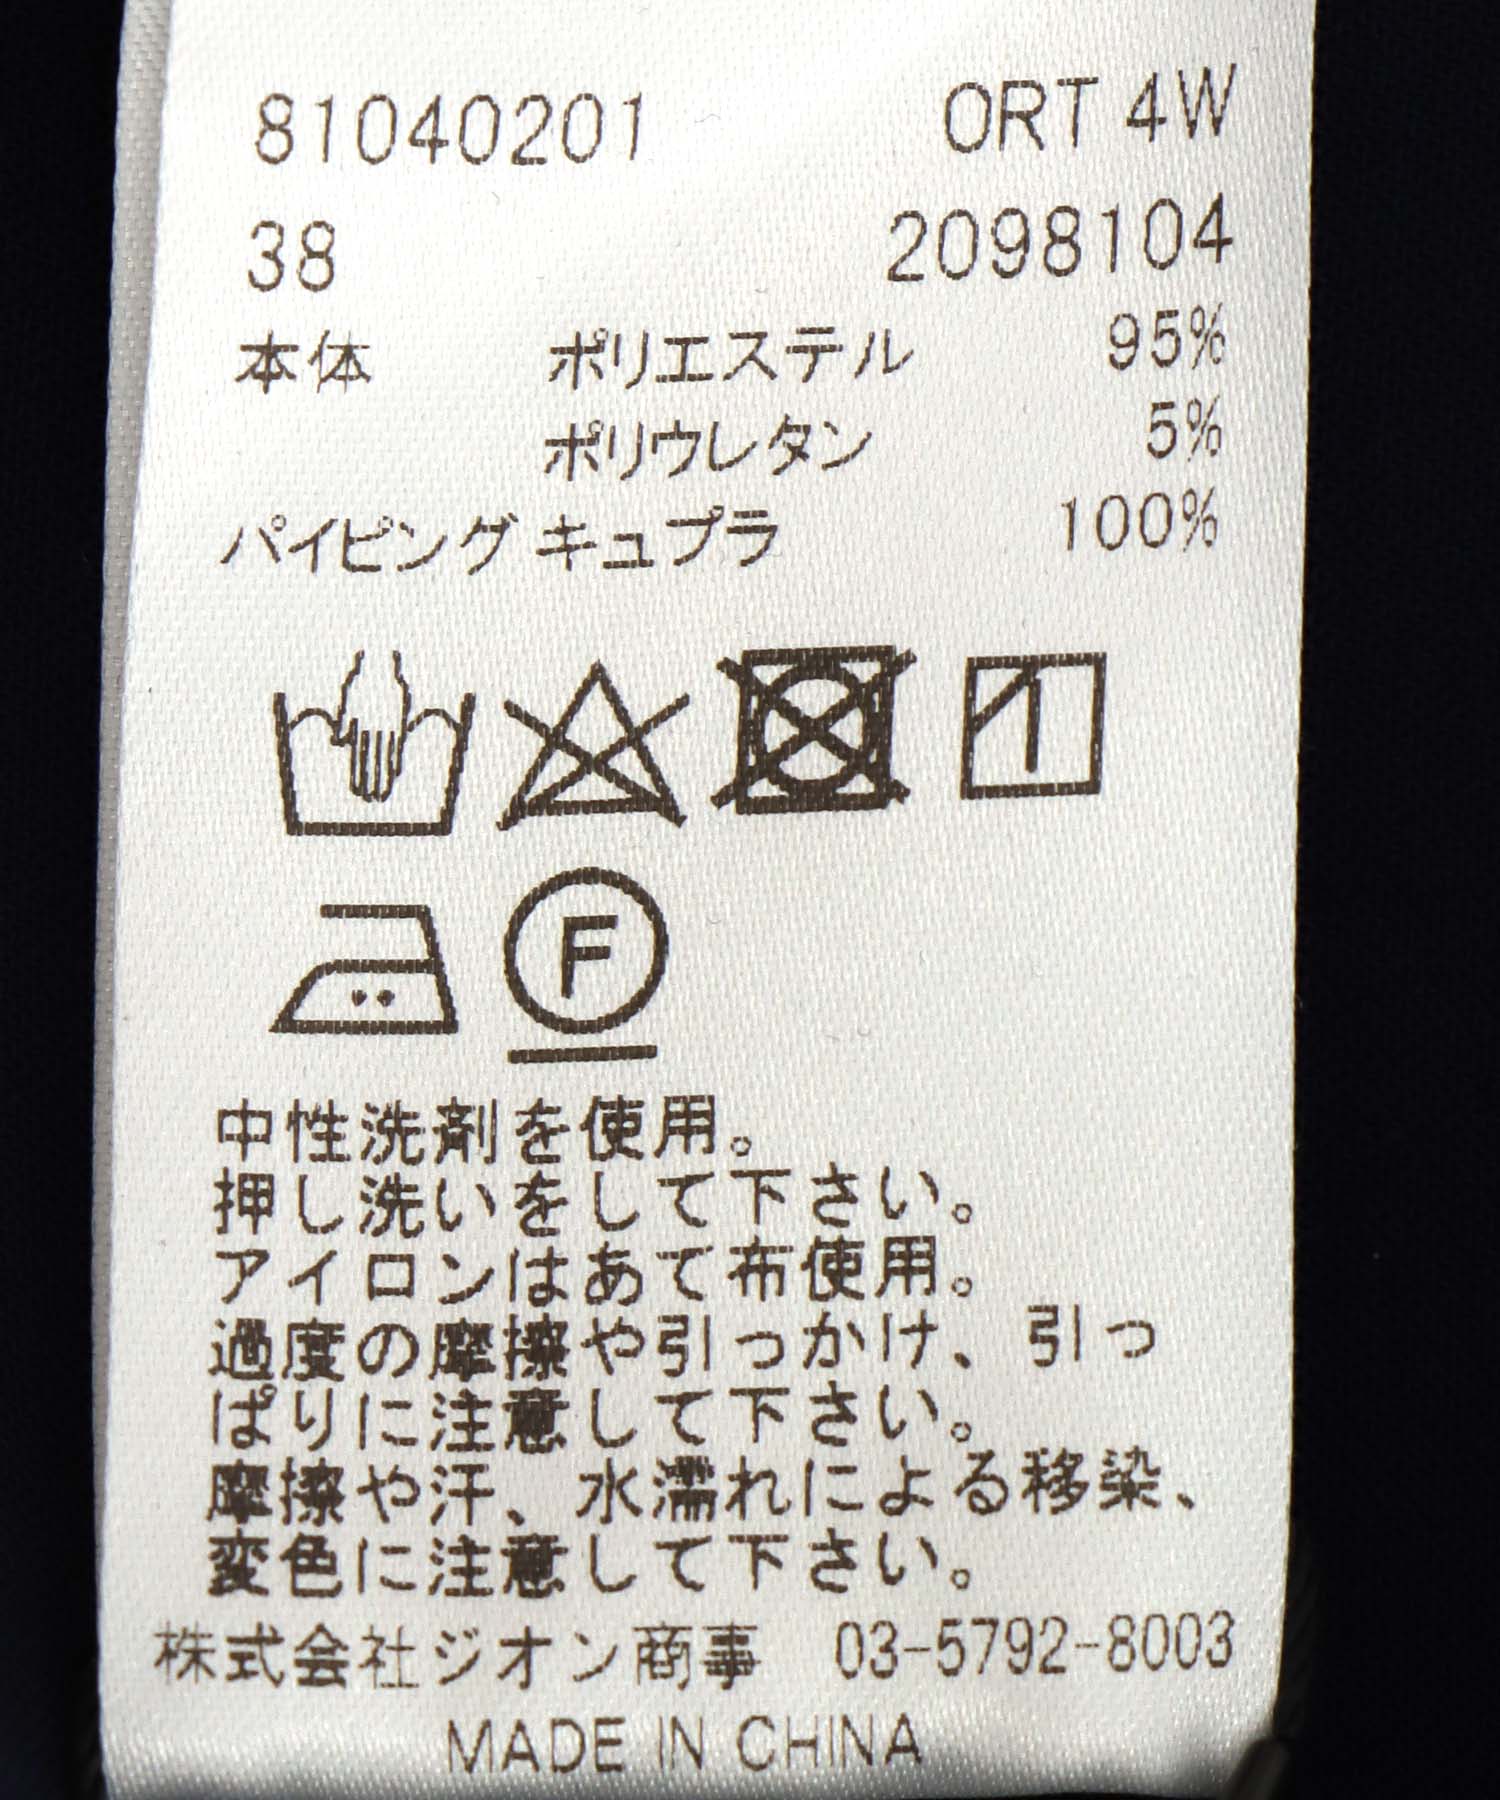 81040201 ORT 4W
38 2098104
本体 ポリエステル 95%
ポリウレタン 5%
パイピング キュプラ 100%
F
中性洗剤を使用。
押し洗いをして下さい。
アイロンはあて布使用。
過度の摩擦や引っかけ、引っ
ぱりに注意して下さい。
摩擦や汗、水濡れによる移染、
変色に注意して下さい。
株式会社ジオン商事 03-5792-8003
MADE IN CHINA